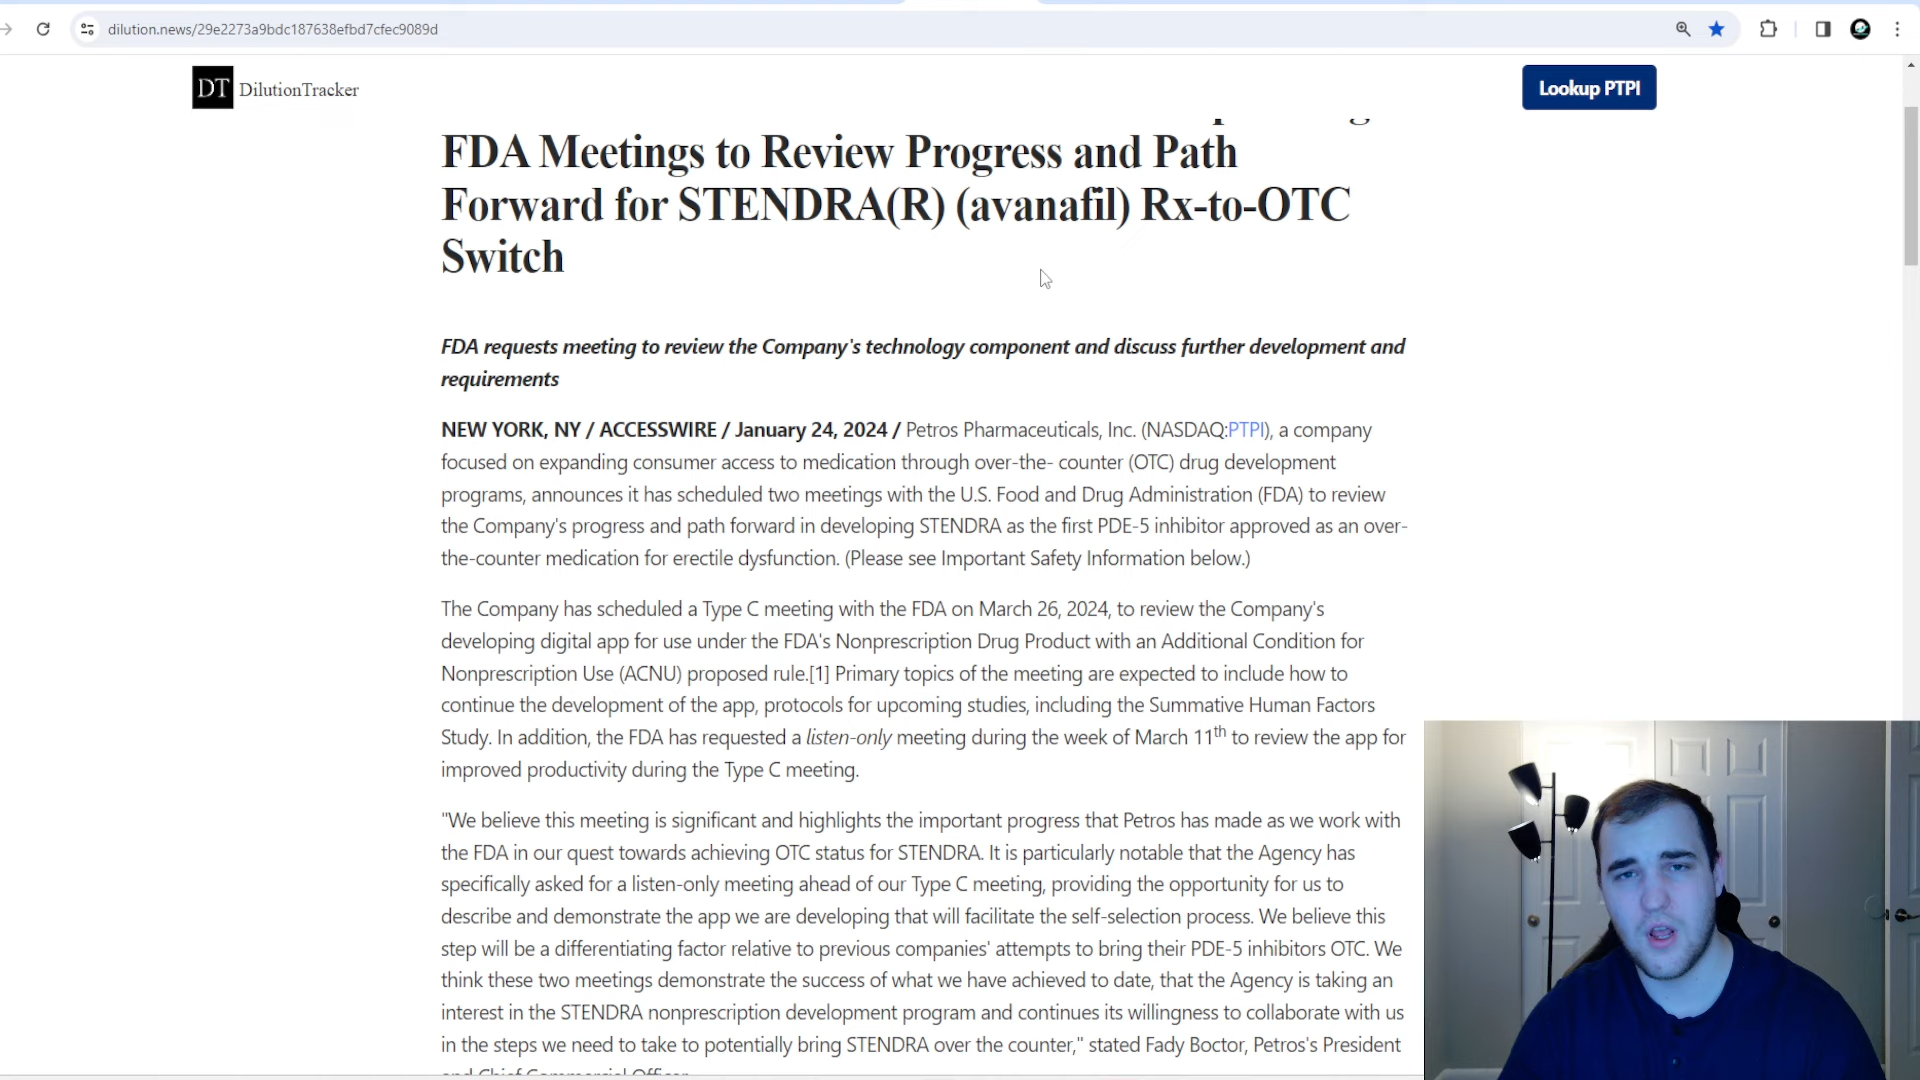 dilution.news/29e2273a9bdc187638efbd7cfec9089d
DT DilutionTracker
Lookup PTPI
FDA Meetings to Review Progress and Path
Forward for STENDRA(R) (avanafil) Rx-to-OTC
Switch
FDA requests meeting to review the Company's technology component and discuss further development and
requirements
NEW YORK, NY / ACCESSWIRE / January 24, 2024 / Petros Pharmaceuticals, Inc. (NASDAQ:PTPI), a company
focused on expanding consumer access to medication through over-the- counter (OTC) drug development
programs, announces it has scheduled two meetings with the U.S. Food and Drug Administration (FDA) to review
the Company's progress and path forward in developing STENDRA as the first PDE-5 inhibitor approved as an over-
the-counter medication for erectile dysfunction. (Please see Important Safety Information below.)
The Company has scheduled a Type C meeting with the FDA on March 26, 2024, to review the Company's
developing digital app for use under the FDA's Nonprescription Drug Product with an Additional Condition for
Nonprescription Use (ACNU) proposed rule.[1] Primary topics of the meeting are expected to include how to
continue the development of the app, protocols for upcoming studies, including the Summative Human Factors
Study. In addition, the FDA has requested a listen-only meeting during the week of March 11th to review the app for
improved productivity during the Type C meeting.
"We believe this meeting is significant and highlights the important progress that Petros has made as we work with
the FDA in our quest towards achieving OTC status for STENDRA. It is particularly notable that the Agency has
specifically asked for a listen-only meeting ahead of our Type C meeting, providing the opportunity for us to
describe and demonstrate the app we are developing that will facilitate the self-selection process. We believe this
step will be a differentiating factor relative to previous companies' attempts to bring their PDE-5 inhibitors OTC. We
think these two meetings demonstrate the success of what we have achieved to date, that the Agency is taking an
interest in the STENDRA nonprescription development program and continues its willingness to collaborate with us
in the steps we need to take to potentially bring STENDRA over the counter," stated Fady Boctor, Petros's President
and Chief Commercial Officer